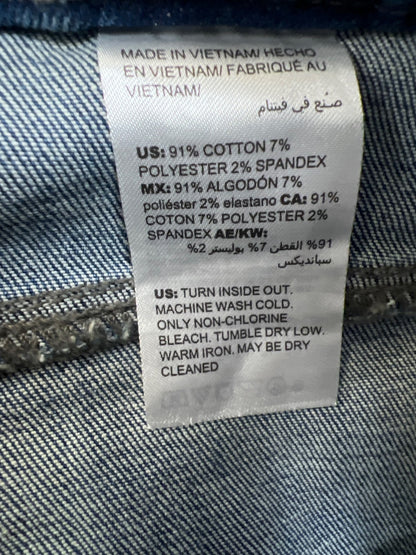 MADE IN VIETNAM/ HECHO
EN VIETNAM/ FABRIQUÉ AU
VIETNAM/
صنع في فيتنام
US: 91% COTTON 7%
POLYESTER 2% SPANDEX
MX: 91% ALGODÓN 7%
poliéster 2% elastano CA: 91%
COTON 7% POLYESTER 2%
SPANDEX AE/KW:
91% القطن 7% بوليستر 2%
سبانديكس
US: TURN INSIDE OUT.
MACHINE WASH COLD.
ONLY NON-CHLORINE
BLEACH. TUMBLE DRY LOW.
WARM IRON. MAY BE DRY
CLEANED